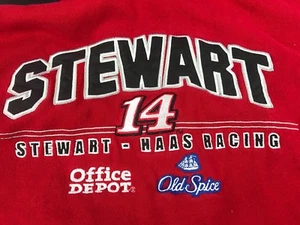 STEWART
14
STEWART - HAAS RACING
Office
DEPOT
Old Spice